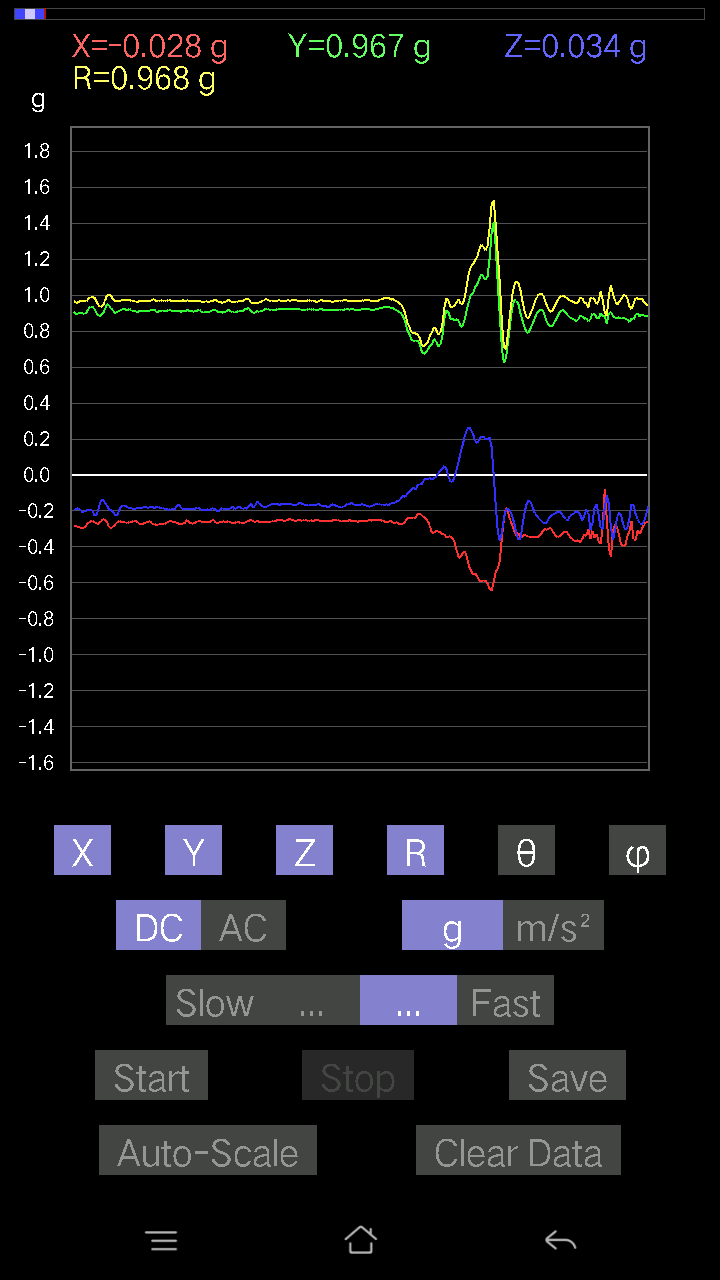 X=-0.028 g Y=0.967 g Z=0.034 g
R=0.968 g
g
1.8
1.6
1.4
1.2
1.0
0.8
0.6
0.4
0.2
0.0
-0.2
-0.4
-0.6
-0.8
-1.0
-1.2
-1.4
-1.6
X Y Z R θ φ
DC AC g m/s²
Slow ... ... Fast
Start Stop Save
Auto-Scale Clear Data